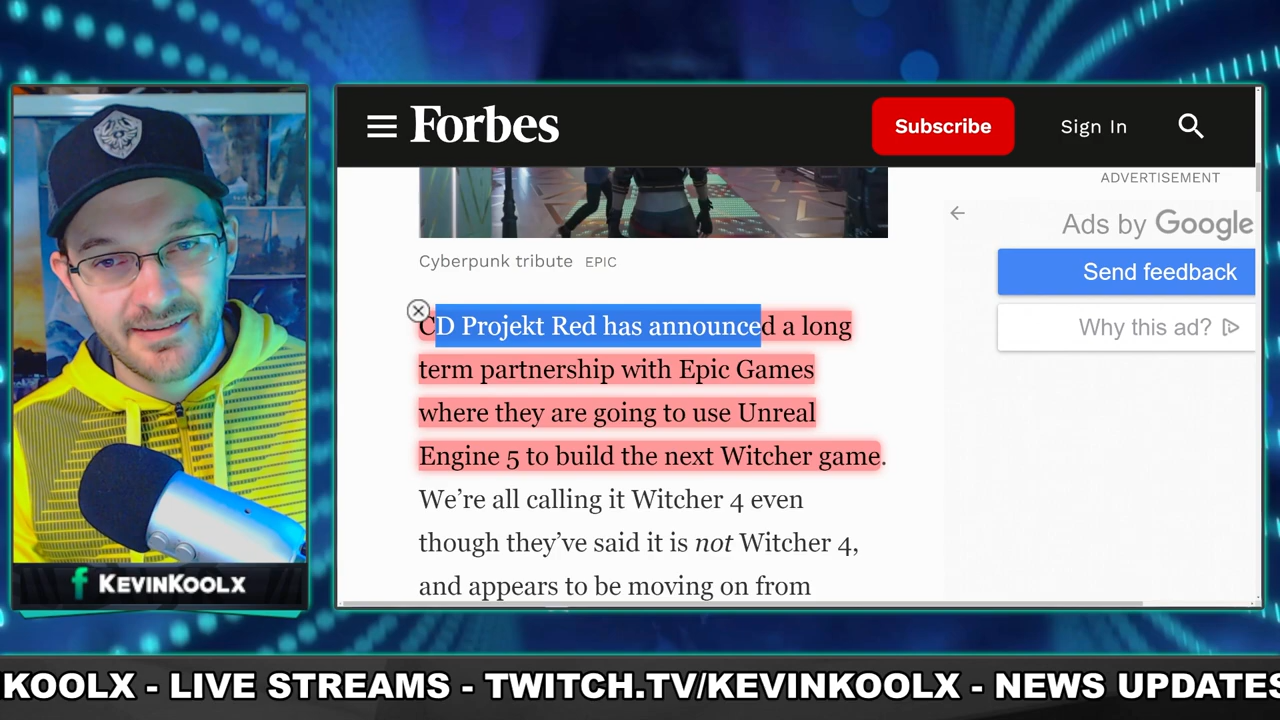 Forbes
Subscribe
Sign In
ADVERTISEMENT
Ads by Google
Send feedback
Why this ad?
Cyberpunk tribute EPIC
CD Projekt Red has announced a long
term partnership with Epic Games
where they are going to use Unreal
Engine 5 to build the next Witcher game.
We’re all calling it Witcher 4 even
though they’ve said it is not Witcher 4,
and appears to be moving on from
f KEVINKOOLX
KOOLX - LIVE STREAMS - TWITCH.TV/KEVINKOOLX - NEWS UPDATES